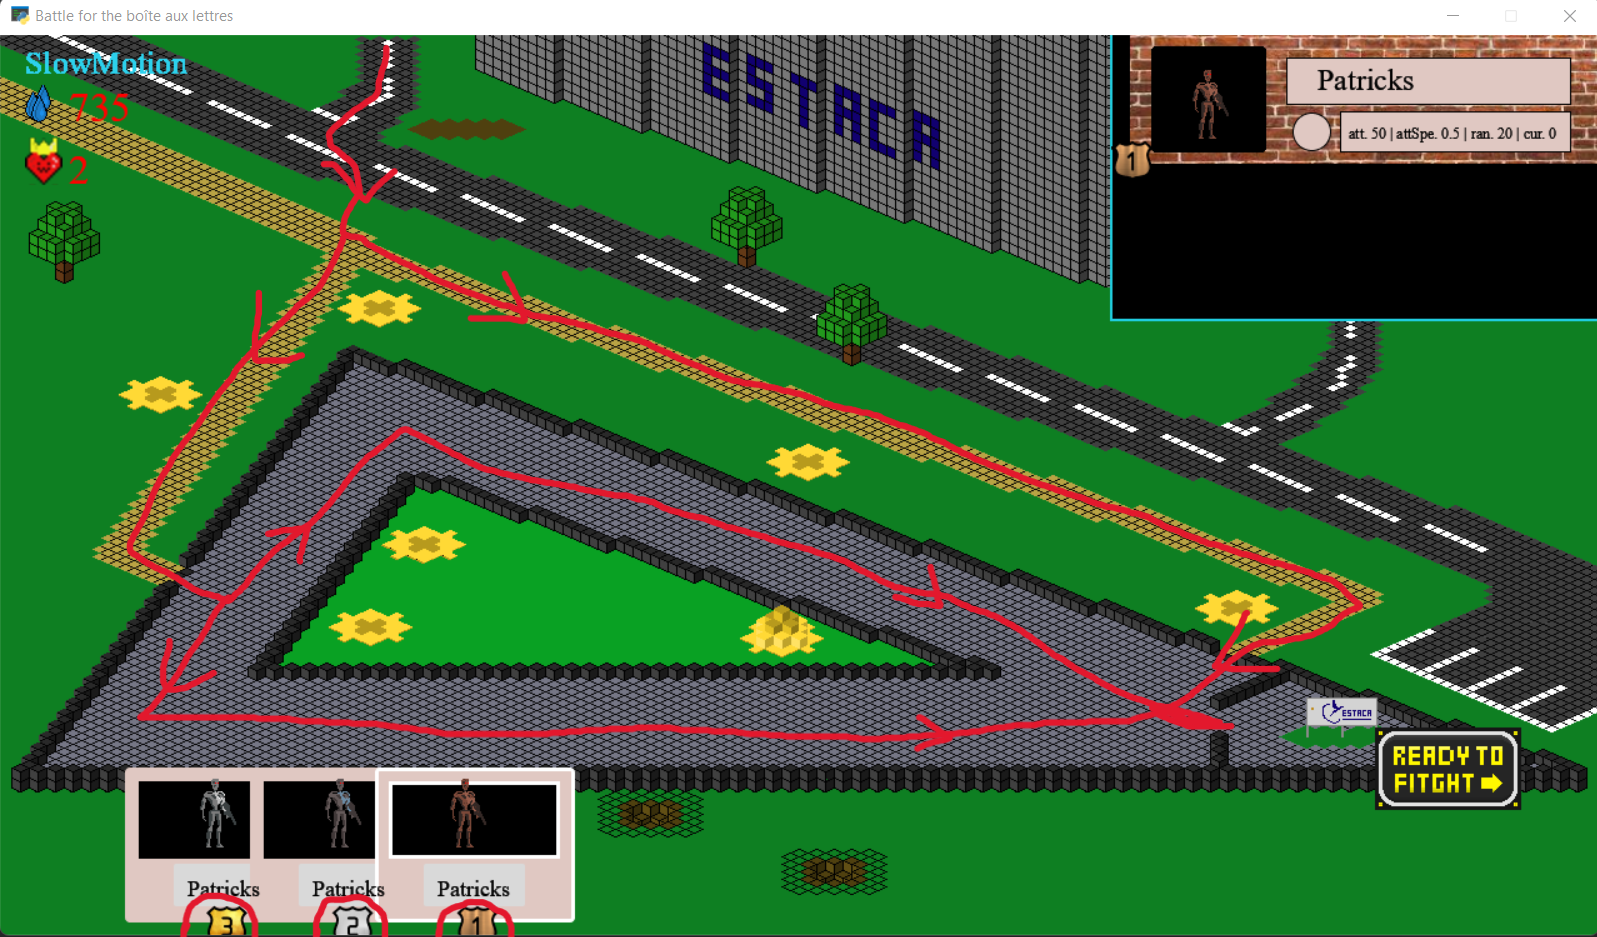 Battle for the boîte aux lettres
SlowMotion
735
2
ESTACA
Patricks
att. 50 | attSpe. 0.5 | ran. 20 | cur. 0
1
ESTACA
READY TO
FITGHT
Patricks
Patricks
Patricks
3
2
1